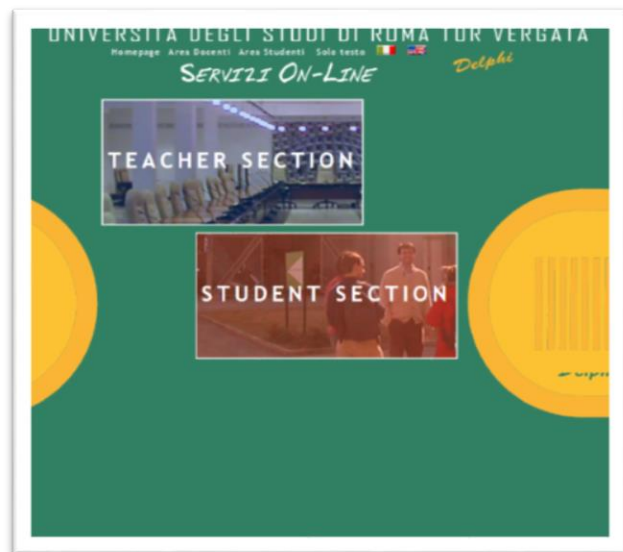 UNIVERSITÀ DEGLI STUDI DI ROMA TOR VERGATA
Homepage Area Docenti Area Studenti Solo testo
SERVIZI ON-LINE
Delphi
TEACHER SECTION
STUDENT SECTION